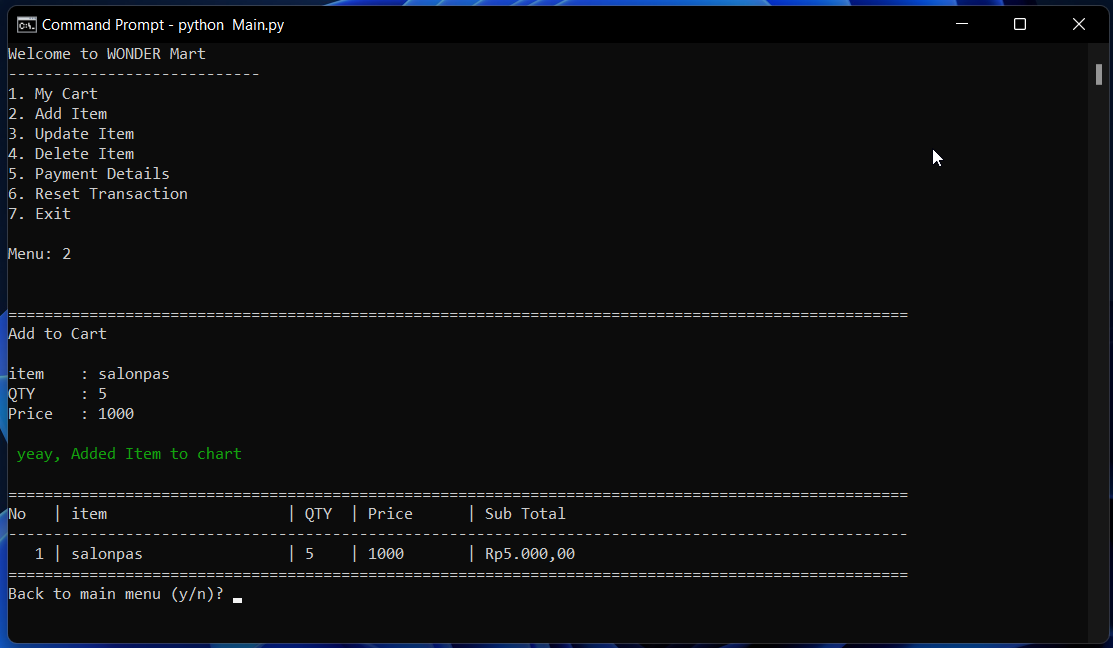 Command Prompt - python  Main.py
Welcome to WONDER Mart
----------------------------
1. My Cart
2. Add Item
3. Update Item
4. Delete Item
5. Payment Details
6. Reset Transaction
7. Exit
Menu: 2
====================================================================================================
Add to Cart
item    : salonpas
QTY     : 5
Price   : 1000
 yeay, Added Item to chart
====================================================================================================
No   | item                    | QTY  | Price      | Sub Total
----------------------------------------------------------------------------------------------------
   1 | salonpas                | 5    | 1000       | Rp5.000,00
====================================================================================================
Back to main menu (y/n)?